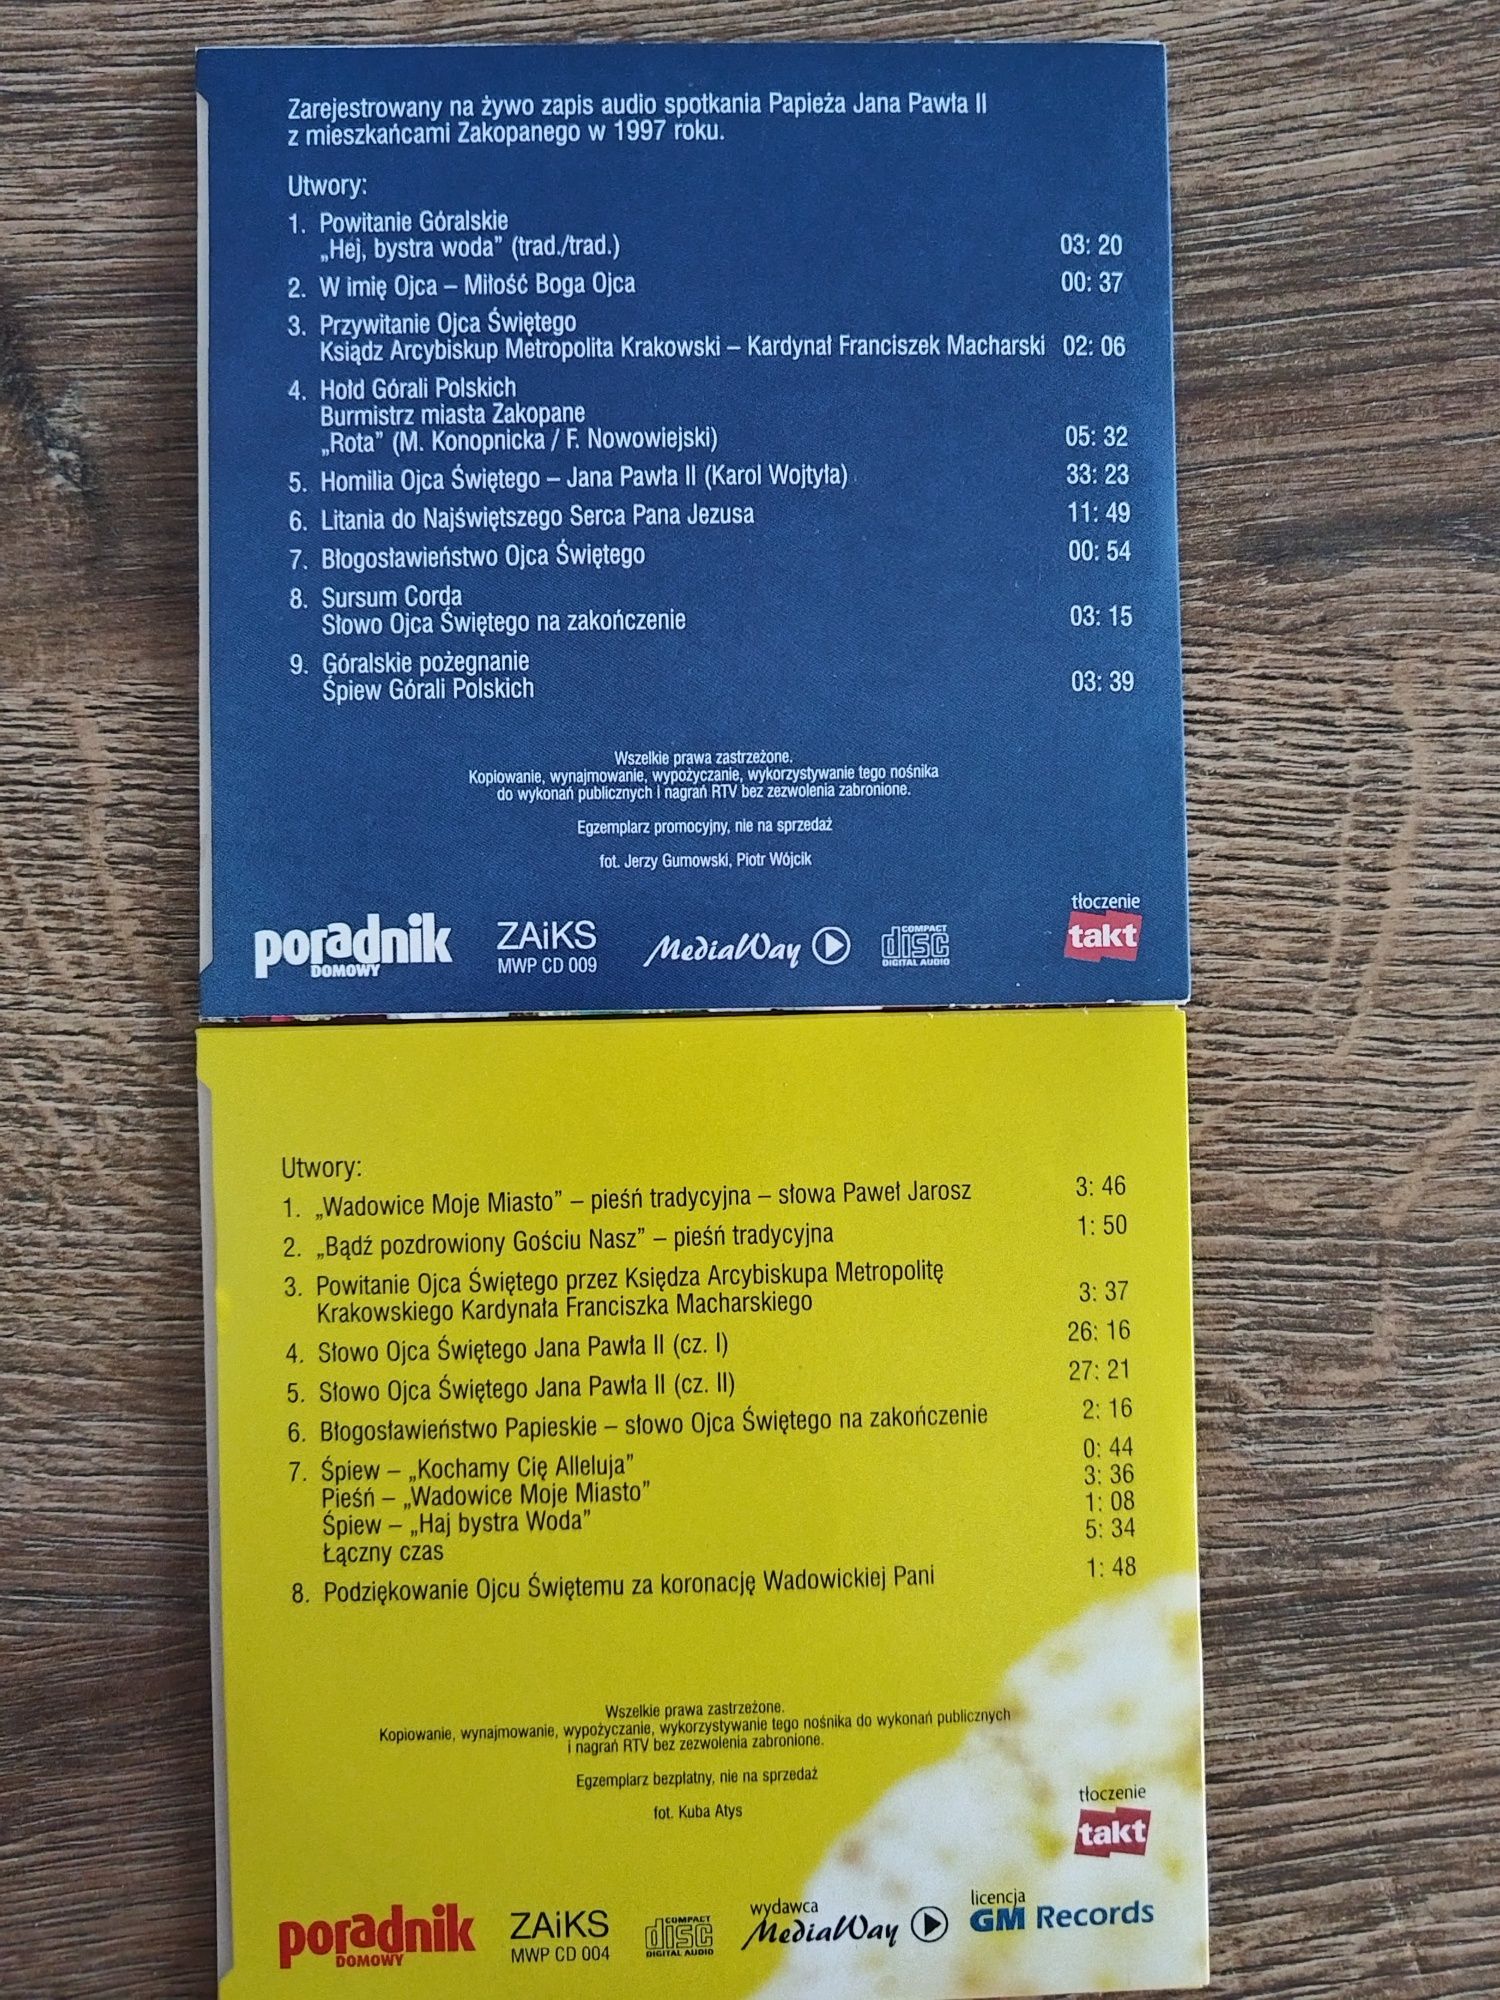 Zarejestrowany na żywo zapis audio spotkania Papieża Jana Pawła II
z mieszkańcami Zakopanego w 1997 roku.
Utwory:
1. Powitanie Góralskie
„Hej, bystra woda” (trad./trad.) 03: 20
2. W imię Ojca – Miłość Boga Ojca 00: 37
3. Przywitanie Ojca Świętego
Ksiądz Arcybiskup Metropolita Krakowski – Kardynał Franciszek Macharski 02: 06
4. Hołd Górali Polskich
Burmistrz miasta Zakopane
„Rota” (M. Konopnicka / F. Nowowiejski) 05: 32
5. Homilia Ojca Świętego – Jana Pawła II (Karol Wojtyła) 33: 23
6. Litania do Najświętszego Serca Pana Jezusa 11: 49
7. Błogosławieństwo Ojca Świętego 00: 54
8. Sursum Corda
Słowo Ojca Świętego na zakończenie 03: 15
9. Góralskie pożegnanie
Śpiew Górali Polskich 03: 39
Wszelkie prawa zastrzeżone.
Kopiowanie, wynajmowanie, wypożyczanie, wykorzystywanie tego nośnika
do wykonań publicznych i nagrań RTV bez zezwolenia zabronione.
Egzemplarz promocyjny, nie na sprzedaż
fot. Jerzy Gumowski, Piotr Wójcik
tłoczenie
takt
poradnik
DOMOWY
ZAiKS
MWP CD 009
MediaWay
COMPACT
disc
DIGITAL AUDIO
Utwory:
1. „Wadowice Moje Miasto” – pieśń tradycyjna – słowa Paweł Jarosz 3: 46
2. „Bądź pozdrowiony Gościu Nasz” – pieśń tradycyjna 1: 50
3. Powitanie Ojca Świętego przez Księdza Arcybiskupa Metropolitę
Krakowskiego Kardynała Franciszka Macharskiego 3: 37
4. Słowo Ojca Świętego Jana Pawła II (cz. I) 26: 16
5. Słowo Ojca Świętego Jana Pawła II (cz. II) 27: 21
6. Błogosławieństwo Papieskie – słowo Ojca Świętego na zakończenie 2: 16
7. Śpiew – „Kochamy Cię Alleluja” 0: 44
Pieśń – „Wadowice Moje Miasto” 3: 36
Śpiew – „Haj bystra Woda” 1: 08
Łączny czas 5: 34
8. Podziękowanie Ojcu Świętemu za koronację Wadowickiej Pani 1: 48
Wszelkie prawa zastrzeżone.
Kopiowanie, wynajmowanie, wypożyczanie, wykorzystywanie tego nośnika do wykonań publicznych
i nagrań RTV bez zezwolenia zabronione.
Egzemplarz bezpłatny, nie na sprzedaż
fot. Kuba Atys
tłoczenie
takt
poradnik
DOMOWY
ZAiKS
MWP CD 004
COMPACT
disc
DIGITAL AUDIO
wydawca
MediaWay
licencja
GM Records